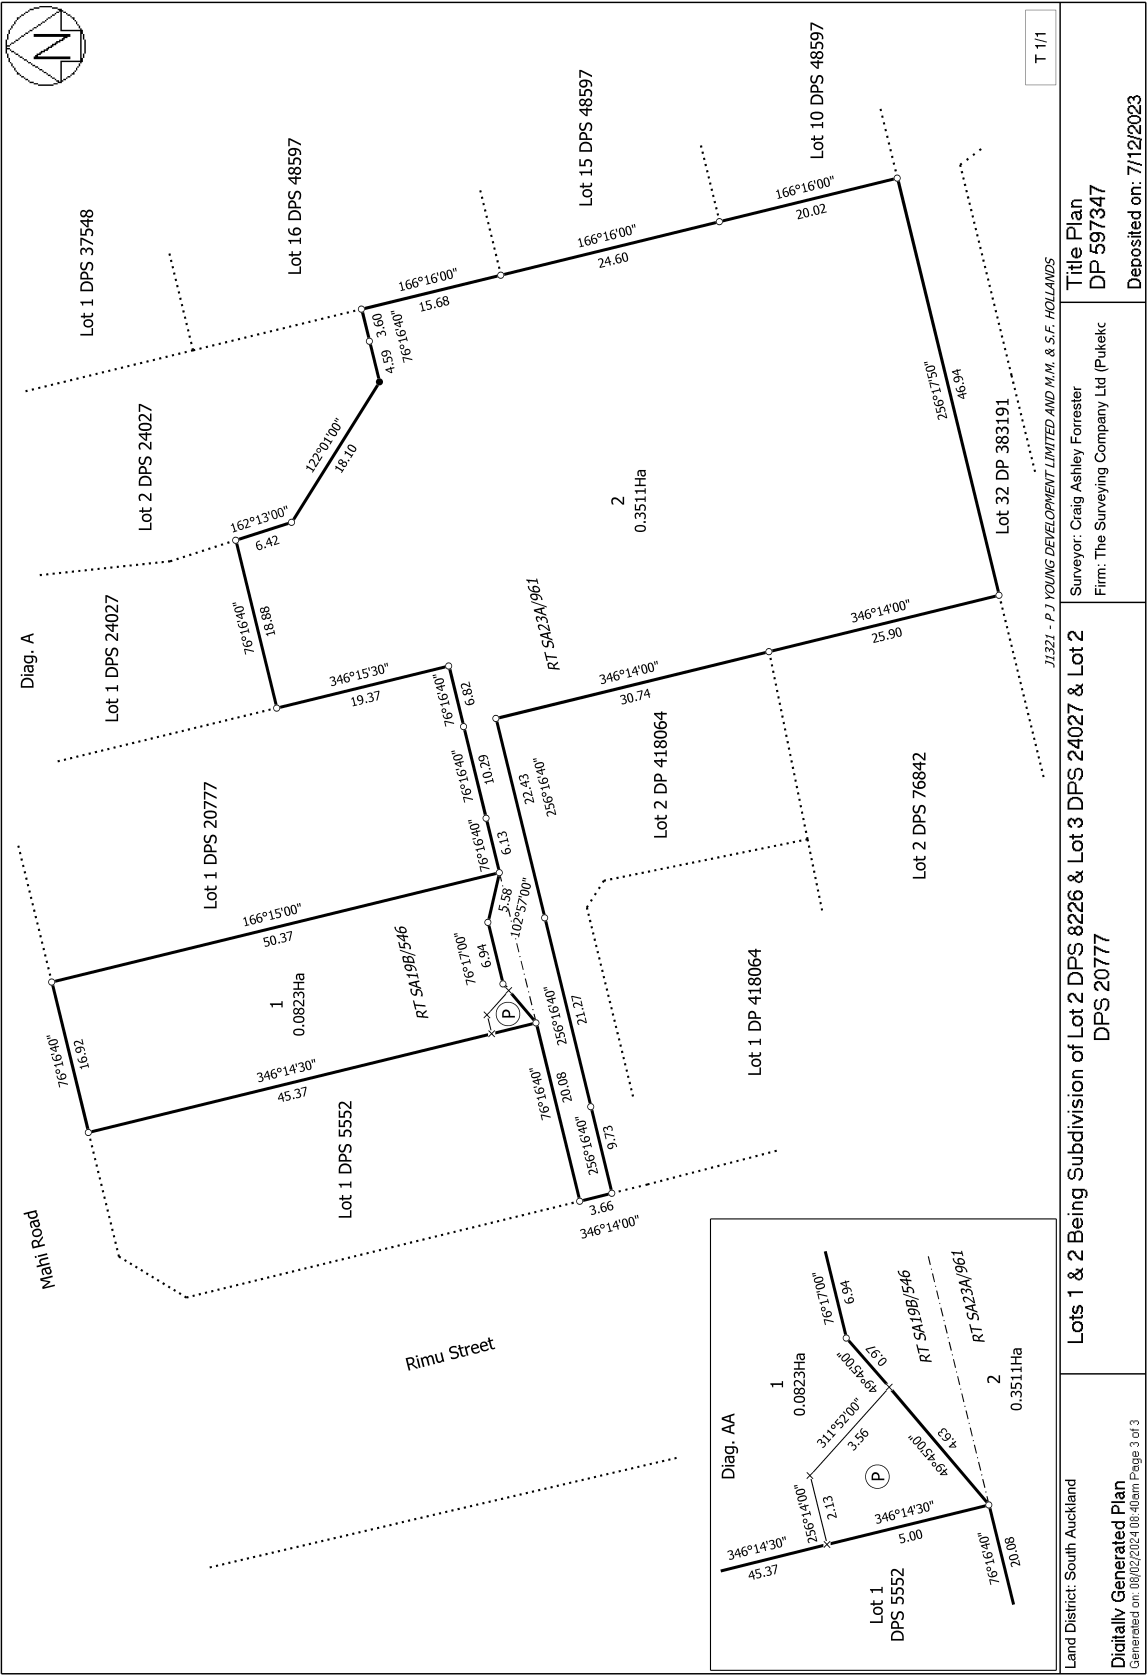 N
T 1/1
Diag. A
Mahi Road
Rimu Street
Lot 1 DPS 37548
Lot 16 DPS 48597
Lot 15 DPS 48597
Lot 10 DPS 48597
Lot 2 DPS 24027
Lot 1 DPS 24027
Lot 1 DPS 20777
Lot 1 DPS 5552
Lot 1 DP 418064
Lot 2 DP 418064
Lot 2 DPS 76842
Lot 32 DP 383191
1
0.0823Ha
2
0.3511Ha
RT SA19B/546
RT SA23A/961
P
76°16'40"
16.92
166°15'00"
50.37
346°14'30"
45.37
76°17'00"
6.94
5.58
102°57'00"
76°16'40"
6.13
76°16'40"
10.29
76°16'40"
6.82
346°15'30"
19.37
76°16'40"
18.88
162°13'00"
6.42
122°01'00"
18.10
4.59
3.60
76°16'40"
166°16'00"
15.68
166°16'00"
24.60
166°16'00"
20.02
256°17'50"
46.94
346°14'00"
25.90
346°14'00"
30.74
22.43
256°16'40"
256°16'40"
21.27
256°16'40"
9.73
76°16'40"
20.08
3.66
346°14'00"
Diag. AA
1
0.0823Ha
2
0.3511Ha
Lot 1
DPS 5552
RT SA19B/546
RT SA23A/961
P
346°14'30"
45.37
256°14'00"
2.13
311°52'00"
3.56
346°14'30"
5.00
49°45'00"
4.63
49°45'00"
0.97
76°17'00"
6.94
76°16'40"
20.08
J1321 - P J YOUNG DEVELOPMENT LIMITED AND M.M. & S.F. HOLLANDS
Land District: South Auckland
Digitally Generated Plan
Generated on: 08/02/2024 08:40am Page 3 of 3
Lots 1 & 2 Being Subdivision of Lot 2 DPS 8226 & Lot 3 DPS 24027 & Lot 2
DPS 20777
Surveyor: Craig Ashley Forrester
Firm: The Surveying Company Ltd (Pukekc
Title Plan
DP 597347
Deposited on: 7/12/2023